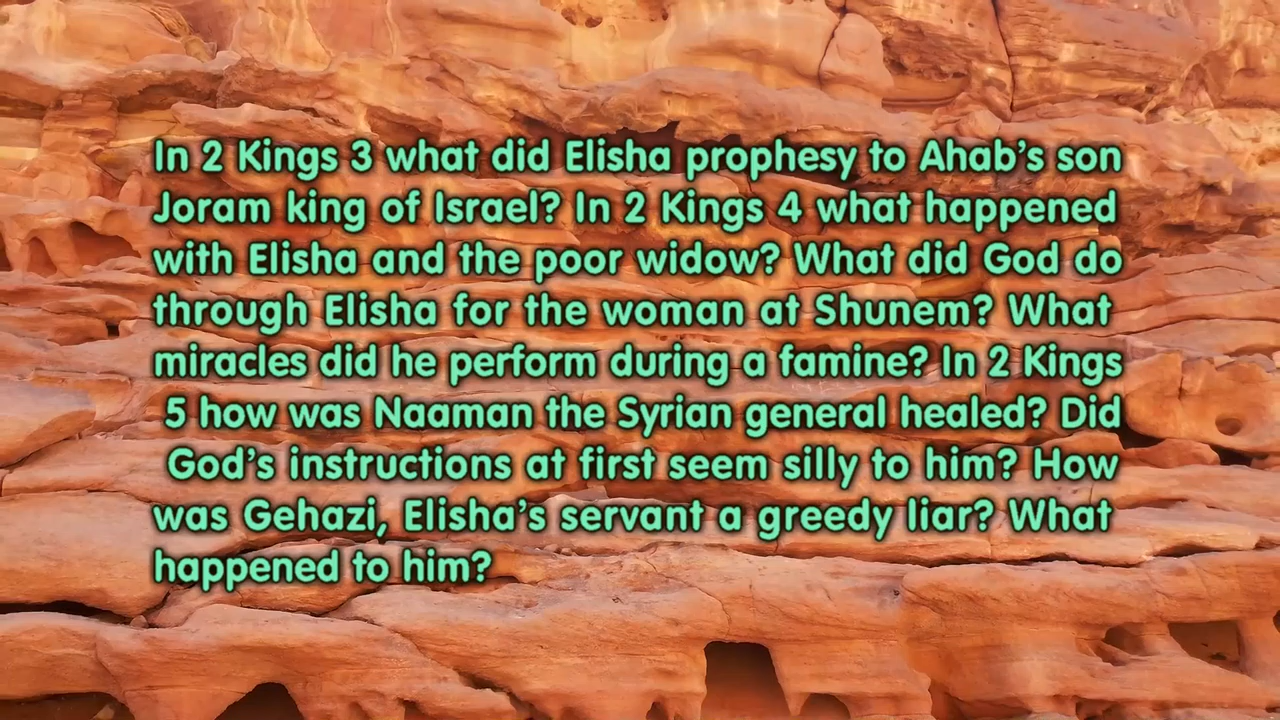 In 2 Kings 3 what did Elisha prophesy to Ahab’s son
Joram king of Israel? In 2 Kings 4 what happened
with Elisha and the poor widow? What did God do
through Elisha for the woman at Shunem? What
miracles did he perform during a famine? In 2 Kings
5 how was Naaman the Syrian general healed? Did
God’s instructions at first seem silly to him? How
was Gehazi, Elisha’s servant a greedy liar? What
happened to him?